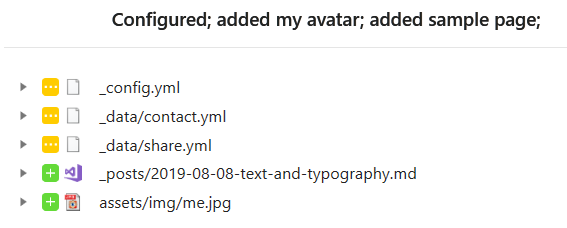 Configured; added my avatar; added sample page;
_config.yml
_data/contact.yml
_data/share.yml
_posts/2019-08-08-text-and-typography.md
assets/img/me.jpg